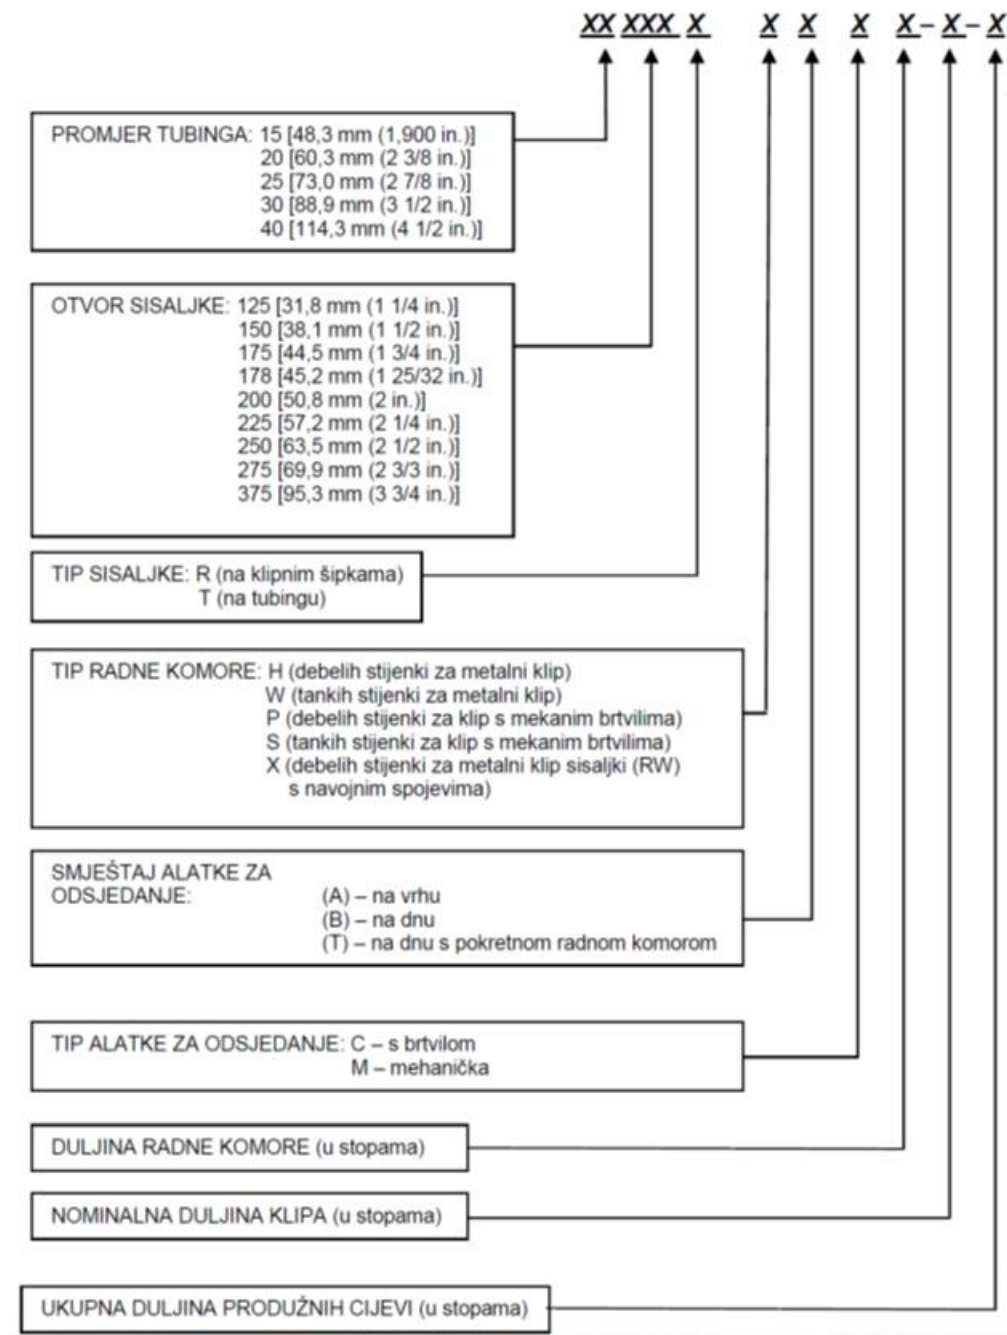 XX XXX X X X X X – X – X
PROMJER TUBINGA: 15 [48,3 mm (1,900 in.)]
20 [60,3 mm (2 3/8 in.)]
25 [73,0 mm (2 7/8 in.)]
30 [88,9 mm (3 1/2 in.)]
40 [114,3 mm (4 1/2 in.)]
OTVOR SISALJKE: 125 [31,8 mm (1 1/4 in.)]
150 [38,1 mm (1 1/2 in.)]
175 [44,5 mm (1 3/4 in.)]
178 [45,2 mm (1 25/32 in.)]
200 [50,8 mm (2 in.)]
225 [57,2 mm (2 1/4 in.)]
250 [63,5 mm (2 1/2 in.)]
275 [69,9 mm (2 3/3 in.)]
375 [95,3 mm (3 3/4 in.)]
TIP SISALJKE: R (na klipnim šipkama)
T (na tubingu)
TIP RADNE KOMORE: H (debelih stijenki za metalni klip)
W (tankih stijenki za metalni klip)
P (debelih stijenki za klip s mekanim brtvilima)
S (tankih stijenki za klip s mekanim brtvilima)
X (debelih stijenki za metalni klip sisaljki (RW)
s navojnim spojevima)
SMJEŠTAJ ALATKE ZA
ODSJEDANJE: (A) – na vrhu
(B) – na dnu
(T) – na dnu s pokretnom radnom komorom
TIP ALATKE ZA ODSJEDANJE: C – s brtvilom
M – mehanička
DULJINA RADNE KOMORE (u stopama)
NOMINALNA DULJINA KLIPA (u stopama)
UKUPNA DULJINA PRODUŽNIH CIJEVI (u stopama)